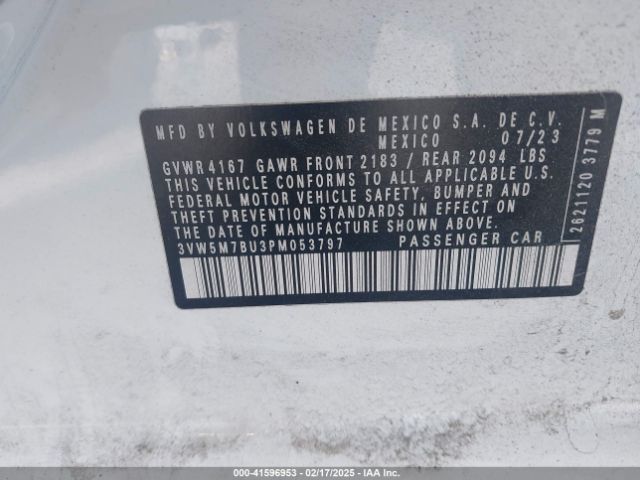 MFD BY VOLKSWAGEN DE MEXICO S.A. DE C.V.
MEXICO 07/23
GVWR 4167 GAWR FRONT 2183 / REAR 2094 LBS
THIS VEHICLE CONFORMS TO ALL APPLICABLE U.S.
FEDERAL MOTOR VEHICLE SAFETY, BUMPER AND
THEFT PREVENTION STANDARDS IN EFFECT ON
THE DATE OF MANUFACTURE SHOWN ABOVE.
3VW5M7BU3PM053797 PASSENGER CAR
2621120 3779 M
000-41596953 - 02/17/2025 - IAA Inc.